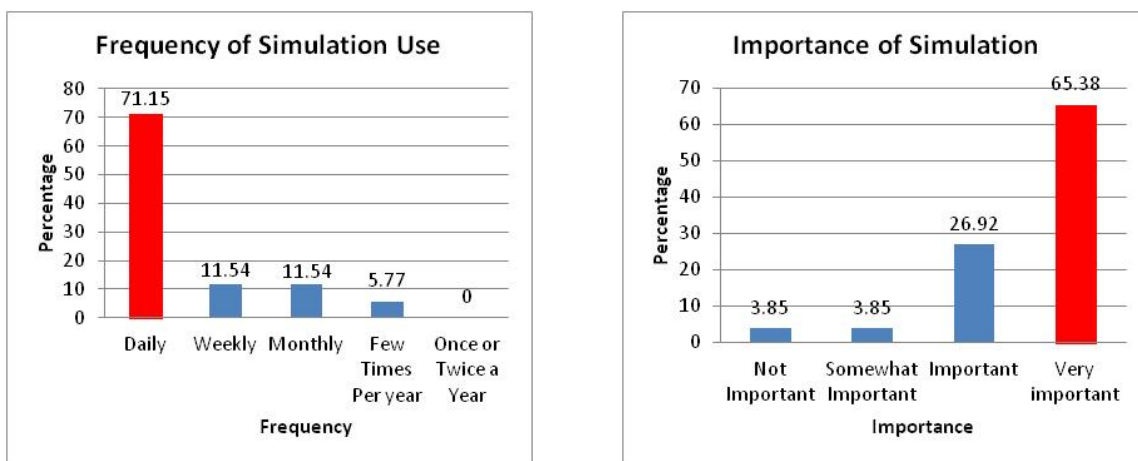 Frequency of Simulation Use
Percentage
80
70
60
50
40
30
20
10
0
71.15
11.54
11.54
5.77
0
Daily
Weekly
Monthly
Few
Times
Per year
Once or
Twice a
Year
Frequency
Importance of Simulation
Percentage
70
60
50
40
30
20
10
0
3.85
3.85
26.92
65.38
Not
Important
Somewhat
Important
Important
Very
important
Importance